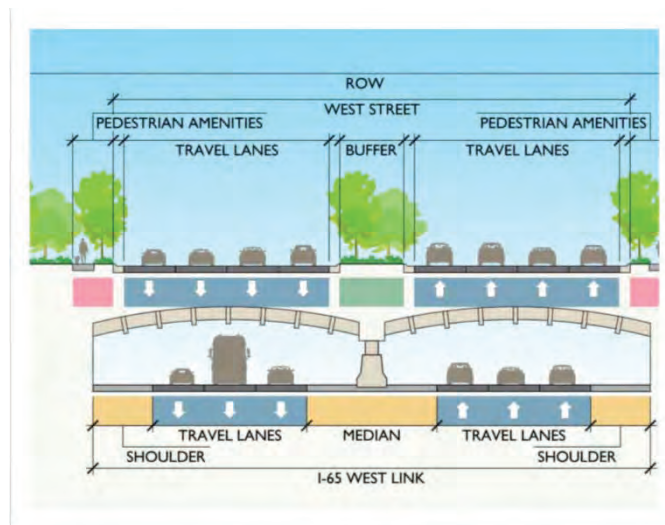 ROW
WEST STREET
PEDESTRIAN AMENITIES PEDESTRIAN AMENITIES
TRAVEL LANES BUFFER TRAVEL LANES
TRAVEL LANES MEDIAN TRAVEL LANES
SHOULDER SHOULDER
I-65 WEST LINK